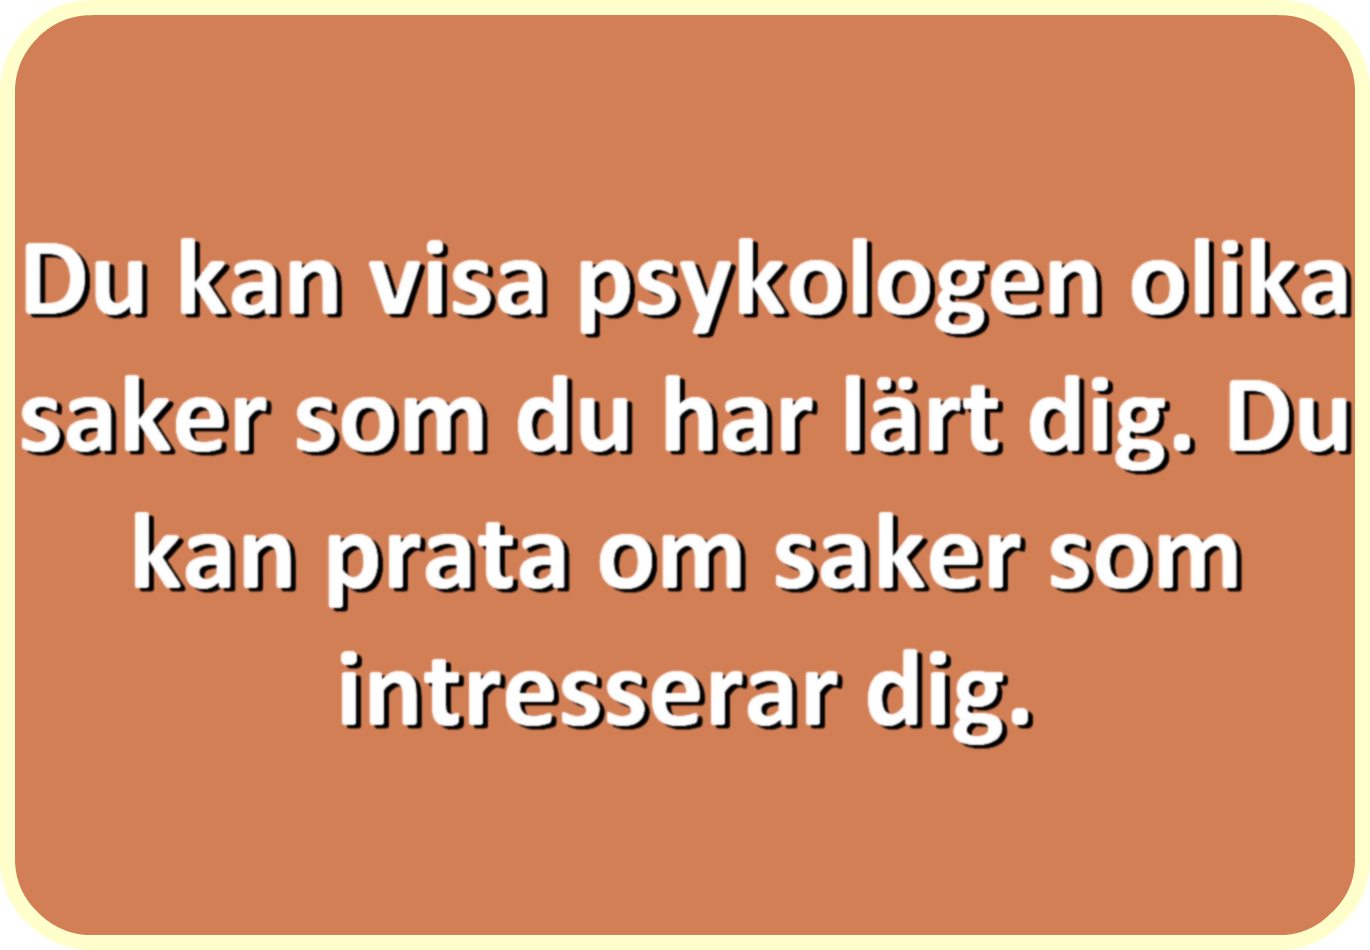 Du kan visa psykologen olika
saker som du har lärt dig. Du
kan prata om saker som
intresserar dig.